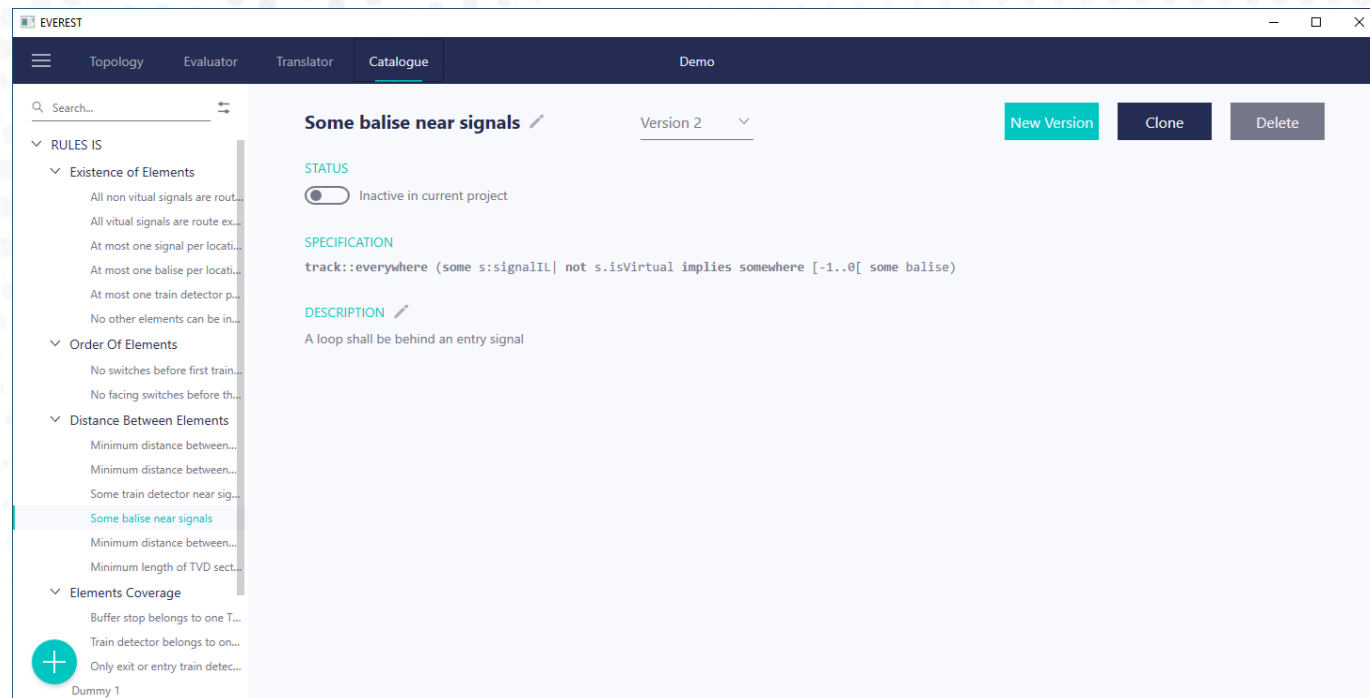 EVEREST
Topology Evaluator Translator Catalogue Demo
Search...
RULES IS
Existence of Elements
All non vitual signals are rout...
All vitual signals are route ex...
At most one signal per locati...
At most one balise per locati...
At most one train detector p...
No other elements can be in...
Order Of Elements
No switches before first train...
No facing switches before th...
Distance Between Elements
Minimum distance between...
Minimum distance between...
Some train detector near sig...
Some balise near signals
Minimum distance between...
Minimum length of TVD sect...
Elements Coverage
Buffer stop belongs to one T...
Train detector belongs to on...
Only exit or entry train detec...
Dummy 1
Some balise near signals
Version 2
New Version
Clone
Delete
STATUS
Inactive in current project
SPECIFICATION
track::everywhere (some s:signalIL| not s.isVirtual implies somewhere [-1..0[ some balise)
DESCRIPTION
A loop shall be behind an entry signal